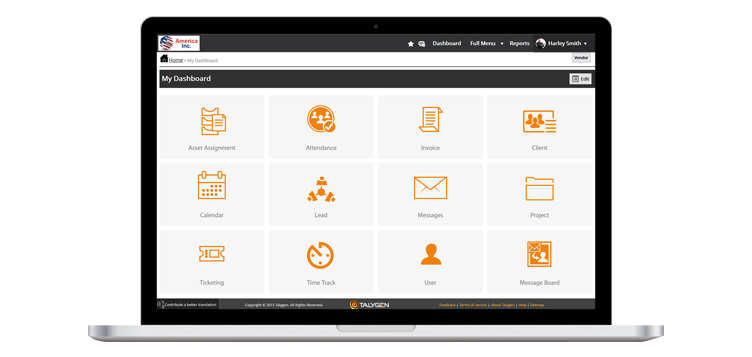 America
Inc.
Dashboard Full Menu ▾ Reports Harley Smith ▾
Home › My Dashboard
Vendor
My Dashboard
Edit
Asset Assignment Attendance Invoice Client
Calendar Lead Messages Project
Ticketing Time Track User Message Board
Contribute a better translation Copyright © 2015 Talygen. All Rights Reserved. TALYGEN Feedback | Terms of Service | About Talygen | Help | Sitemap